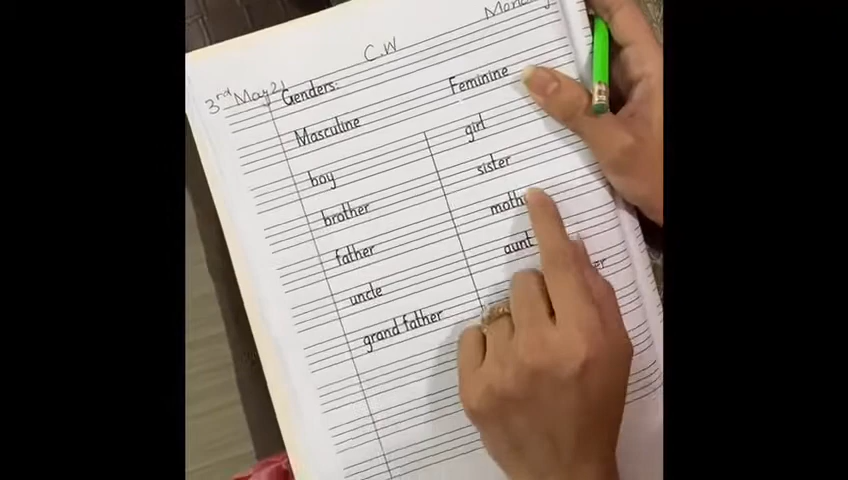 C.W
3rd May 21
Genders:
Masculine Feminine
boy girl
brother sister
father
uncle aunt
grand father